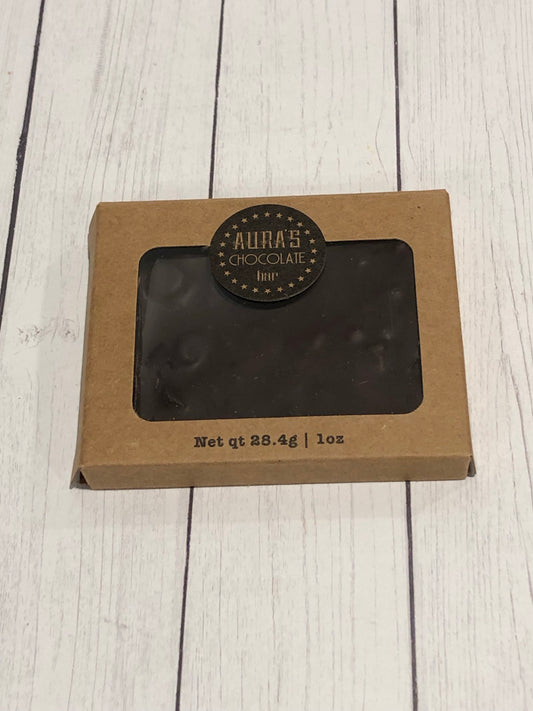 AURA'S
CHOCOLATE
bar
Net qt 28.4g | 1oz